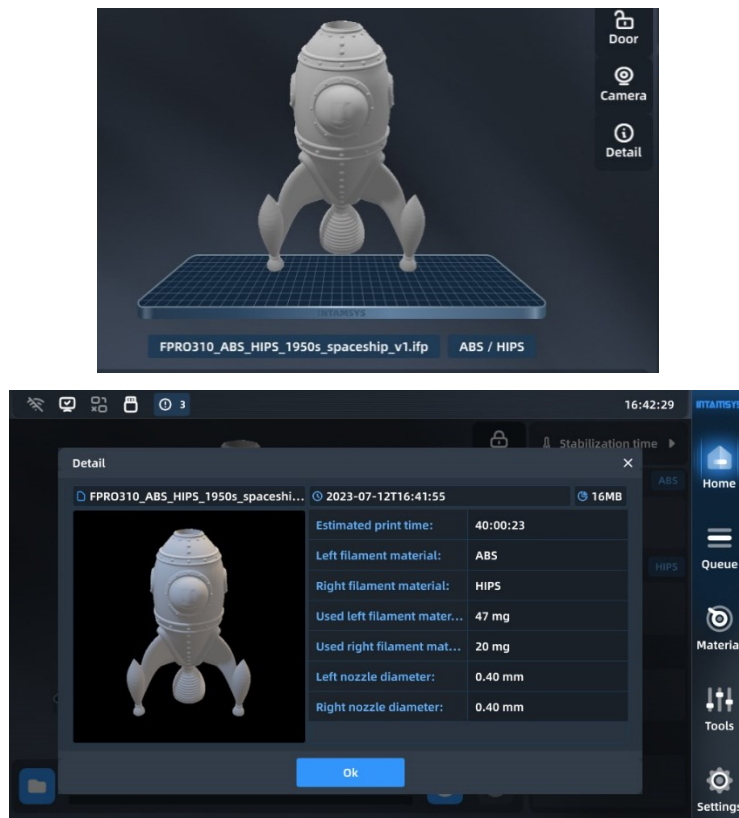 Door
Camera
Detail
INTAMSYS
FPRO310_ABS_HIPS_1950s_spaceship_v1.ifp ABS / HIPS
3 16:42:29 INTAMSYS
Stabilization time
Detail
ABS
Home
FPRO310_ABS_HIPS_1950s_spaceshi... 2023-07-12T16:41:55 16MB
Estimated print time: 40:00:23
Left filament material: ABS
HIPS
Queue
Right filament material: HIPS
Used left filament mater... 47 mg
Used right filament mat... 20 mg
Materia
Left nozzle diameter: 0.40 mm
Right nozzle diameter: 0.40 mm
Tools
Ok
Settings